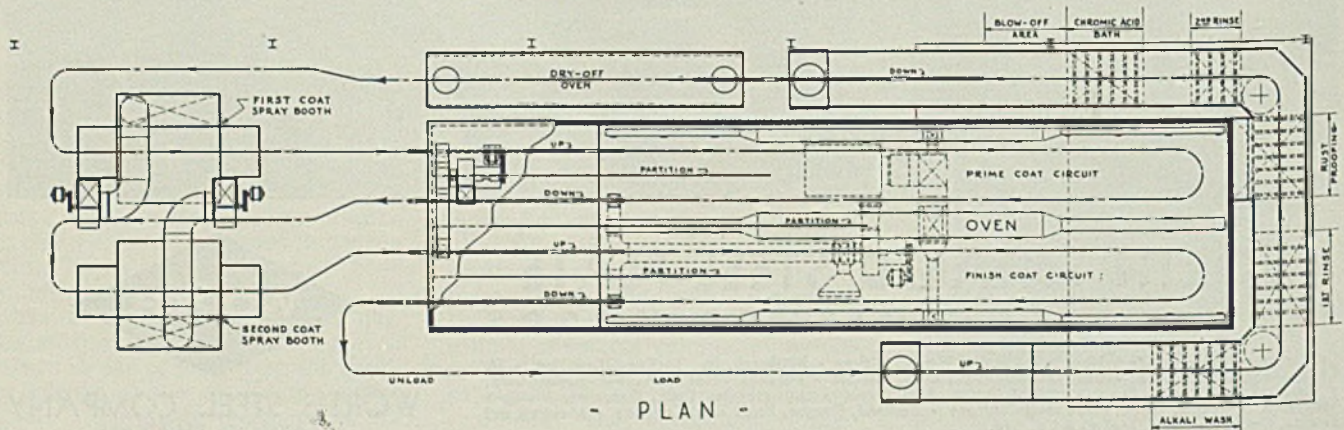 BLOW-OFF AREA
CHROMIC ACID BATH
2ND RINSE
DRY-OFF OVEN
DOWN
FIRST COAT SPRAY BOOTH
UP
PARTITION
PRIME COAT CIRCUIT
RUST PROOFING
DOWN
PARTITION
OVEN
UP
PARTITION
FINISH COAT CIRCUIT
1ST RINSE
DOWN
SECOND COAT SPRAY BOOTH
UNLOAD
LOAD
UP
- PLAN -
ALKALI WASH